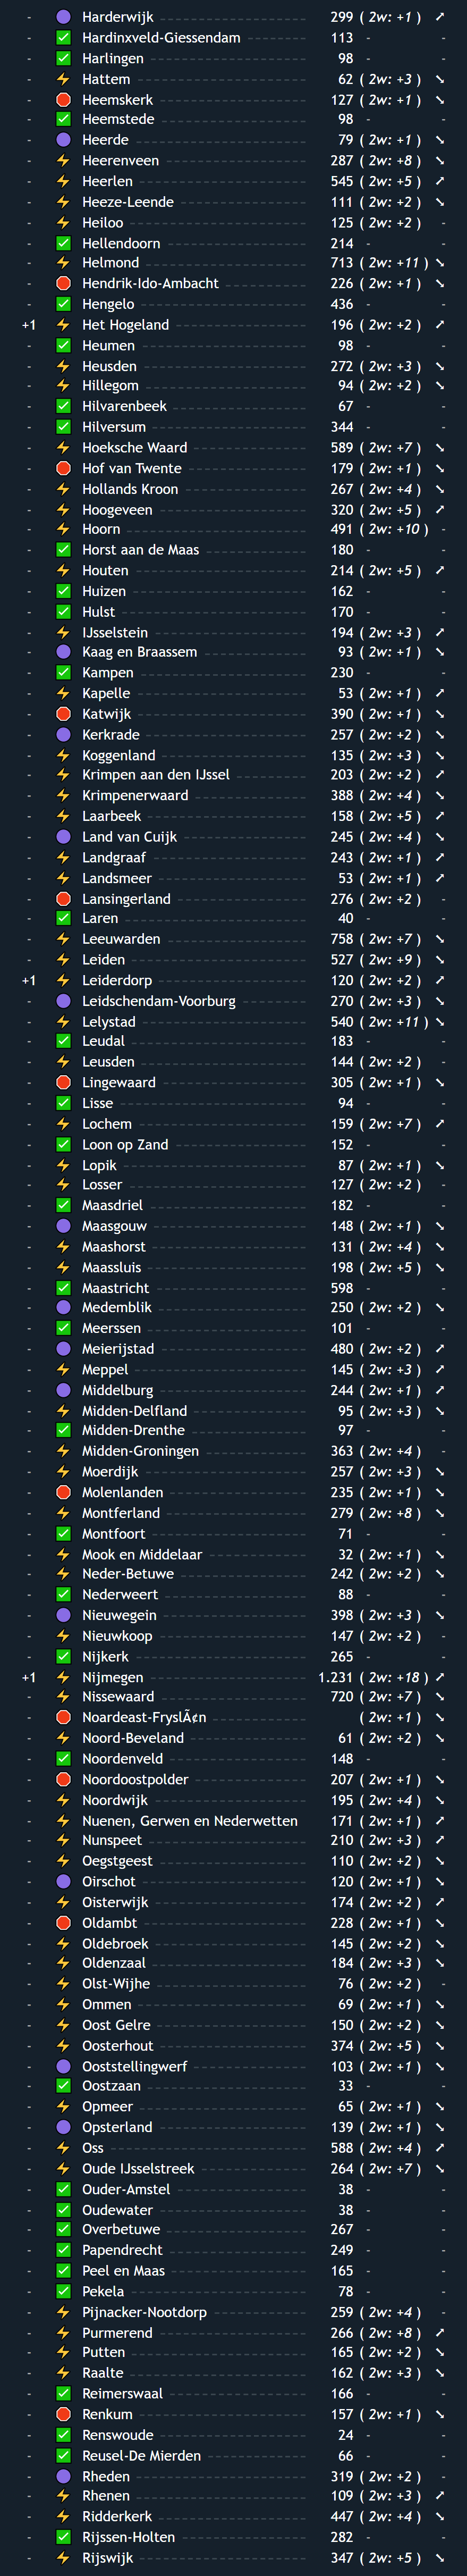 - 🟣 Harderwijk 299 ( 2w: +1 ) ➚
- ✅ Hardinxveld-Giessendam 113 - -
- ✅ Harlingen 98 - -
- ⚡ Hattem 62 ( 2w: +3 ) ➘
- 🛑 Heemskerk 127 ( 2w: +1 ) ➘
- ✅ Heemstede 98 - -
- 🟣 Heerde 79 ( 2w: +1 ) ➘
- ⚡ Heerenveen 287 ( 2w: +8 ) ➘
- ⚡ Heerlen 545 ( 2w: +5 ) ➚
- ⚡ Heeze-Leende 111 ( 2w: +2 ) ➘
- ⚡ Heiloo 125 ( 2w: +2 ) -
- ✅ Hellendoorn 214 - -
- ⚡ Helmond 713 ( 2w: +11 ) ➘
- 🛑 Hendrik-Ido-Ambacht 226 ( 2w: +1 ) ➘
- ✅ Hengelo 436 - -
+1 ⚡ Het Hogeland 196 ( 2w: +2 ) ➚
- ✅ Heumen 98 - -
- ⚡ Heusden 272 ( 2w: +3 ) ➘
- ⚡ Hillegom 94 ( 2w: +2 ) ➘
- ✅ Hilvarenbeek 67 - -
- ✅ Hilversum 344 - -
- ⚡ Hoeksche Waard 589 ( 2w: +7 ) ➘
- 🛑 Hof van Twente 179 ( 2w: +1 ) ➘
- ⚡ Hollands Kroon 267 ( 2w: +4 ) ➘
- ⚡ Hoogeveen 320 ( 2w: +5 ) ➚
- ⚡ Hoorn 491 ( 2w: +10 ) -
- ✅ Horst aan de Maas 180 - -
- ⚡ Houten 214 ( 2w: +5 ) ➚
- ✅ Huizen 162 - -
- ✅ Hulst 170 - -
- ⚡ IJsselstein 194 ( 2w: +3 ) ➚
- 🟣 Kaag en Braassem 93 ( 2w: +1 ) ➘
- ✅ Kampen 230 - -
- ⚡ Kapelle 53 ( 2w: +1 ) ➚
- 🛑 Katwijk 390 ( 2w: +1 ) ➘
- 🟣 Kerkrade 257 ( 2w: +2 ) ➘
- ⚡ Koggenland 135 ( 2w: +3 ) ➘
- ⚡ Krimpen aan den IJssel 203 ( 2w: +2 ) ➚
- ⚡ Krimpenerwaard 388 ( 2w: +4 ) ➘
- ⚡ Laarbeek 158 ( 2w: +5 ) ➚
- 🟣 Land van Cuijk 245 ( 2w: +4 ) ➘
- ⚡ Landgraaf 243 ( 2w: +1 ) ➚
- ⚡ Landsmeer 53 ( 2w: +1 ) ➚
- 🛑 Lansingerland 276 ( 2w: +2 ) -
- ✅ Laren 40 - -
- ⚡ Leeuwarden 758 ( 2w: +7 ) ➘
- ⚡ Leiden 527 ( 2w: +9 ) ➘
+1 ⚡ Leiderdorp 120 ( 2w: +2 ) ➚
- 🟣 Leidschendam-Voorburg 270 ( 2w: +3 ) ➘
- ⚡ Lelystad 540 ( 2w: +11 ) ➘
- ✅ Leudal 183 - -
- ⚡ Leusden 144 ( 2w: +2 ) -
- 🛑 Lingewaard 305 ( 2w: +1 ) ➘
- ✅ Lisse 94 - -
- ⚡ Lochem 159 ( 2w: +7 ) ➚
- ✅ Loon op Zand 152 - -
- ⚡ Lopik 87 ( 2w: +1 ) ➘
- ⚡ Losser 127 ( 2w: +2 ) -
- ✅ Maasdriel 182 - -
- 🟣 Maasgouw 148 ( 2w: +1 ) ➘
- ⚡ Maashorst 131 ( 2w: +4 ) ➘
- ⚡ Maassluis 198 ( 2w: +5 ) ➘
- ✅ Maastricht 598 - -
- 🟣 Medemblik 250 ( 2w: +2 ) ➘
- ✅ Meerssen 101 - -
- 🟣 Meierijstad 480 ( 2w: +2 ) ➚
- ⚡ Meppel 145 ( 2w: +3 ) ➚
- 🟣 Middelburg 244 ( 2w: +1 ) ➚
- ⚡ Midden-Delfland 95 ( 2w: +3 ) ➘
- ✅ Midden-Drenthe 97 - -
- ⚡ Midden-Groningen 363 ( 2w: +4 ) -
- ⚡ Moerdijk 257 ( 2w: +3 ) ➘
- 🛑 Molenlanden 235 ( 2w: +1 ) ➘
- ⚡ Montferland 279 ( 2w: +8 ) ➘
- ✅ Montfoort 71 - -
- ⚡ Mook en Middelaar 32 ( 2w: +1 ) ➘
- ⚡ Neder-Betuwe 242 ( 2w: +2 ) ➘
- ✅ Nederweert 88 - -
- 🟣 Nieuwegein 398 ( 2w: +3 ) ➘
- ⚡ Nieuwkoop 147 ( 2w: +2 ) -
- ✅ Nijkerk 265 - -
+1 ⚡ Nijmegen 1.231 ( 2w: +18 ) ➚
- ⚡ Nissewaard 720 ( 2w: +7 ) ➘
- 🛑 Noardeast-FryslÃ¢n ( 2w: +1 ) ➘
- ⚡ Noord-Beveland 61 ( 2w: +2 ) ➘
- ✅ Noordenveld 148 - -
- 🛑 Noordoostpolder 207 ( 2w: +1 ) ➘
- ⚡ Noordwijk 195 ( 2w: +4 ) ➘
- ⚡ Nuenen, Gerwen en Nederwetten 171 ( 2w: +1 ) ➚
- ⚡ Nunspeet 210 ( 2w: +3 ) ➚
- ⚡ Oegstgeest 110 ( 2w: +2 ) ➘
- 🟣 Oirschot 120 ( 2w: +1 ) ➘
- ⚡ Oisterwijk 174 ( 2w: +2 ) ➚
- 🛑 Oldambt 228 ( 2w: +1 ) ➘
- ⚡ Oldebroek 145 ( 2w: +2 ) ➘
- ⚡ Oldenzaal 184 ( 2w: +3 ) ➘
- ⚡ Olst-Wijhe 76 ( 2w: +2 ) -
- ⚡ Ommen 69 ( 2w: +1 ) ➘
- ⚡ Oost Gelre 150 ( 2w: +2 ) ➘
- ⚡ Oosterhout 374 ( 2w: +5 ) ➘
- 🟣 Ooststellingwerf 103 ( 2w: +1 ) ➘
- ✅ Oostzaan 33 - -
- ⚡ Opmeer 65 ( 2w: +1 ) ➘
- 🟣 Opsterland 139 ( 2w: +1 ) ➘
- ⚡ Oss 588 ( 2w: +4 ) ➚
- ⚡ Oude IJsselstreek 264 ( 2w: +7 ) ➘
- ✅ Ouder-Amstel 38 - -
- ✅ Oudewater 38 - -
- ✅ Overbetuwe 267 - -
- ✅ Papendrecht 249 - -
- ✅ Peel en Maas 165 - -
- ✅ Pekela 78 - -
- ⚡ Pijnacker-Nootdorp 259 ( 2w: +4 ) -
- ⚡ Purmerend 266 ( 2w: +8 ) ➚
- ⚡ Putten 165 ( 2w: +2 ) ➘
- ⚡ Raalte 162 ( 2w: +3 ) ➘
- ✅ Reimerswaal 166 - -
- 🛑 Renkum 157 ( 2w: +1 ) ➘
- ✅ Renswoude 24 - -
- ✅ Reusel-De Mierden 66 - -
- 🟣 Rheden 319 ( 2w: +2 ) -
- ⚡ Rhenen 109 ( 2w: +3 ) ➚
- ⚡ Ridderkerk 447 ( 2w: +4 ) ➘
- ✅ Rijssen-Holten 282 - -
- ⚡ Rijswijk 347 ( 2w: +5 ) ➘